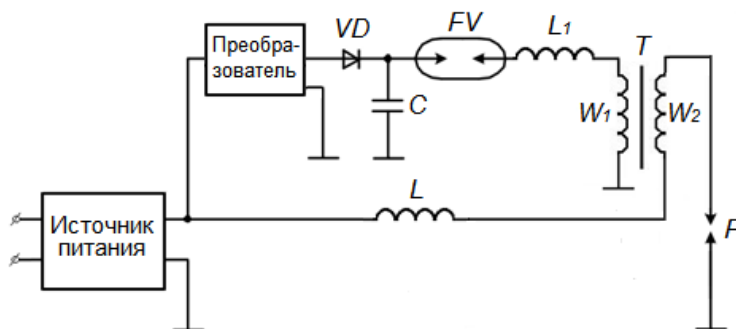 Преобра-
зователь
VD
FV
L1
T
C
W1
W2
L
Источник
питания